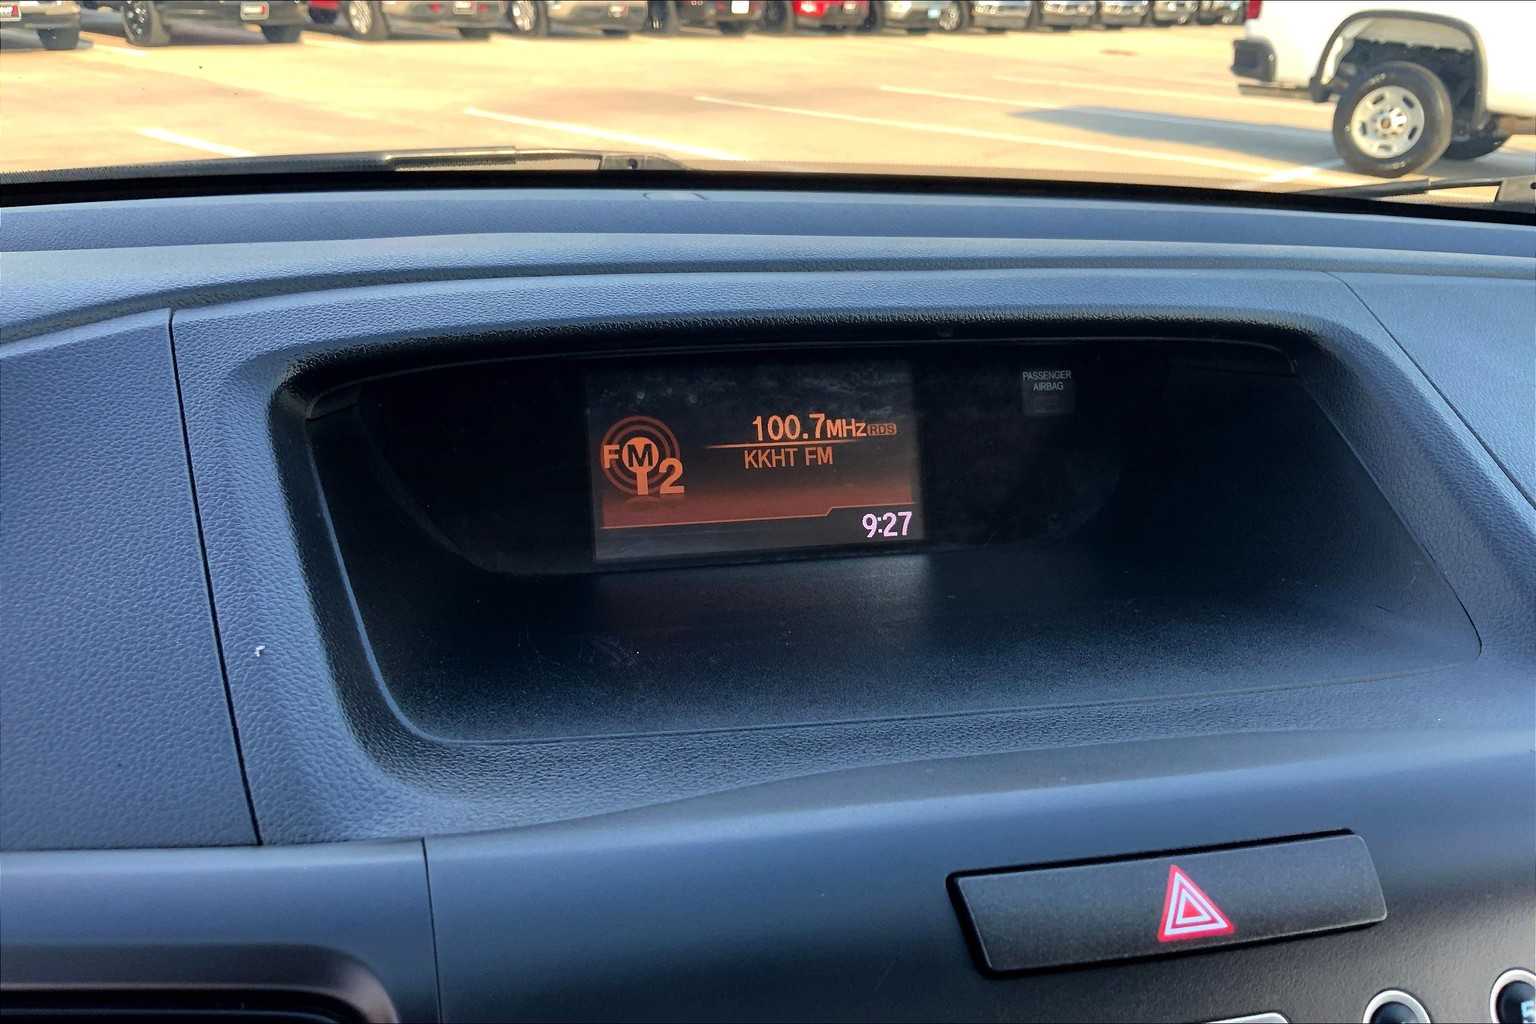 100.7MHz RDS
FM2
KKHT FM
9:27
PASSENGER
AIRBAG